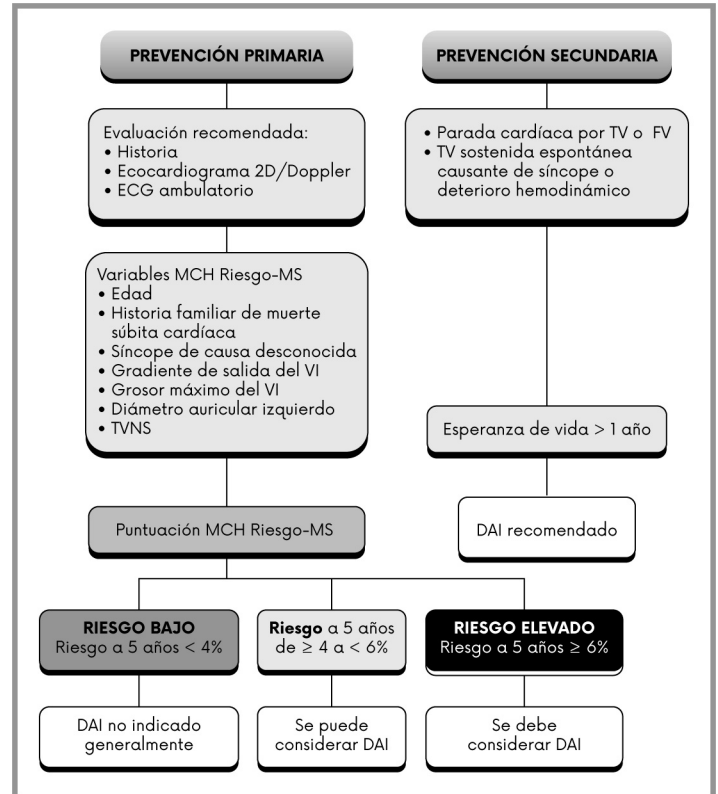 PREVENCIÓN PRIMARIA
Evaluación recomendada:
• Historia
• Ecocardiograma 2D/Doppler
• ECG ambulatorio
Variables MCH Riesgo-MS
• Edad
• Historia familiar de muerte
súbita cardíaca
• Síncope de causa desconocida
• Gradiente de salida del VI
• Grosor máximo del VI
• Diámetro auricular izquierdo
• TVNS
Puntuación MCH Riesgo-MS
RIESGO BAJO
Riesgo a 5 años < 4%
DAI no indicado
generalmente
Riesgo a 5 años
de ≥ 4 a < 6%
Se puede
considerar DAI
RIESGO ELEVADO
Riesgo a 5 años ≥ 6%
Se debe
considerar DAI
PREVENCIÓN SECUNDARIA
• Parada cardíaca por TV o FV
• TV sostenida espontánea
causante de síncope o
deterioro hemodinámico
Esperanza de vida > 1 año
DAI recomendado